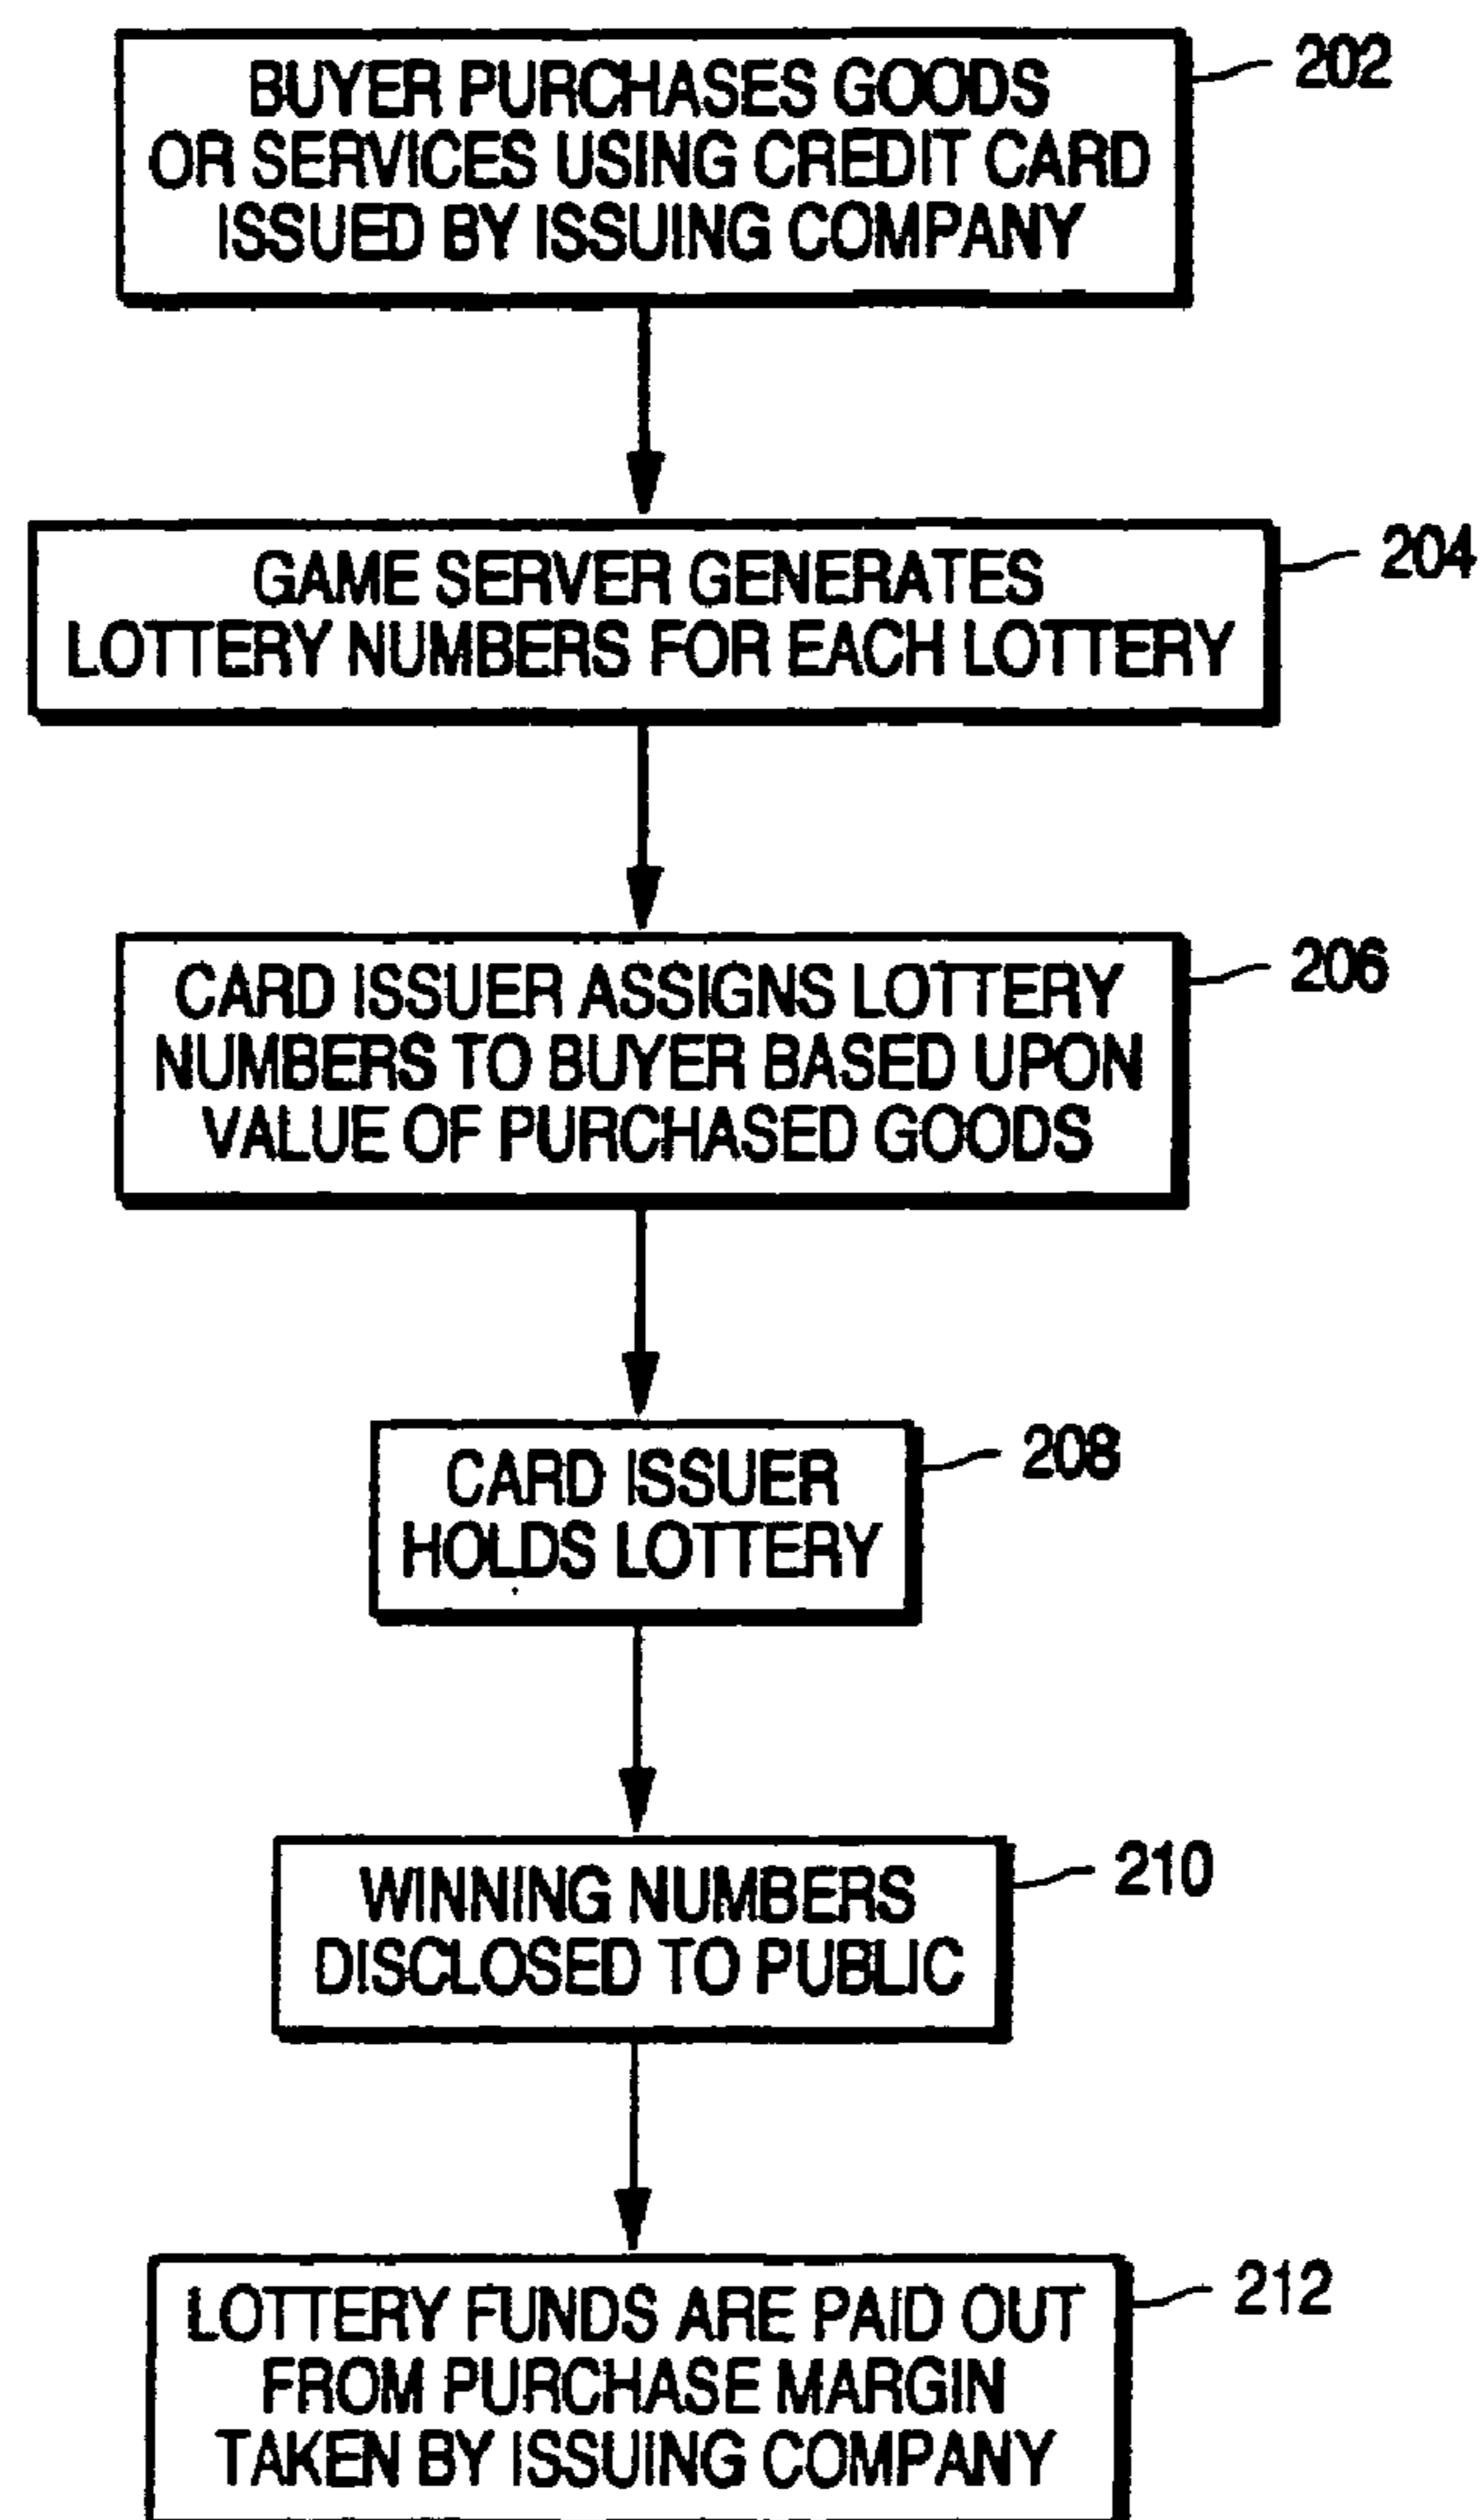 BUYER PURCHASES GOODS
OR SERVICES USING CREDIT CARD
ISSUED BY ISSUING COMPANY
202
GAME SERVER GENERATES
LOTTERY NUMBERS FOR EACH LOTTERY
204
CARD ISSUER ASSIGNS LOTTERY
NUMBERS TO BUYER BASED UPON
VALUE OF PURCHASED GOODS
206
CARD ISSUER
HOLDS LOTTERY
208
WINNING NUMBERS
DISCLOSED TO PUBLIC
210
LOTTERY FUNDS ARE PAID OUT
FROM PURCHASE MARGIN
TAKEN BY ISSUING COMPANY
212